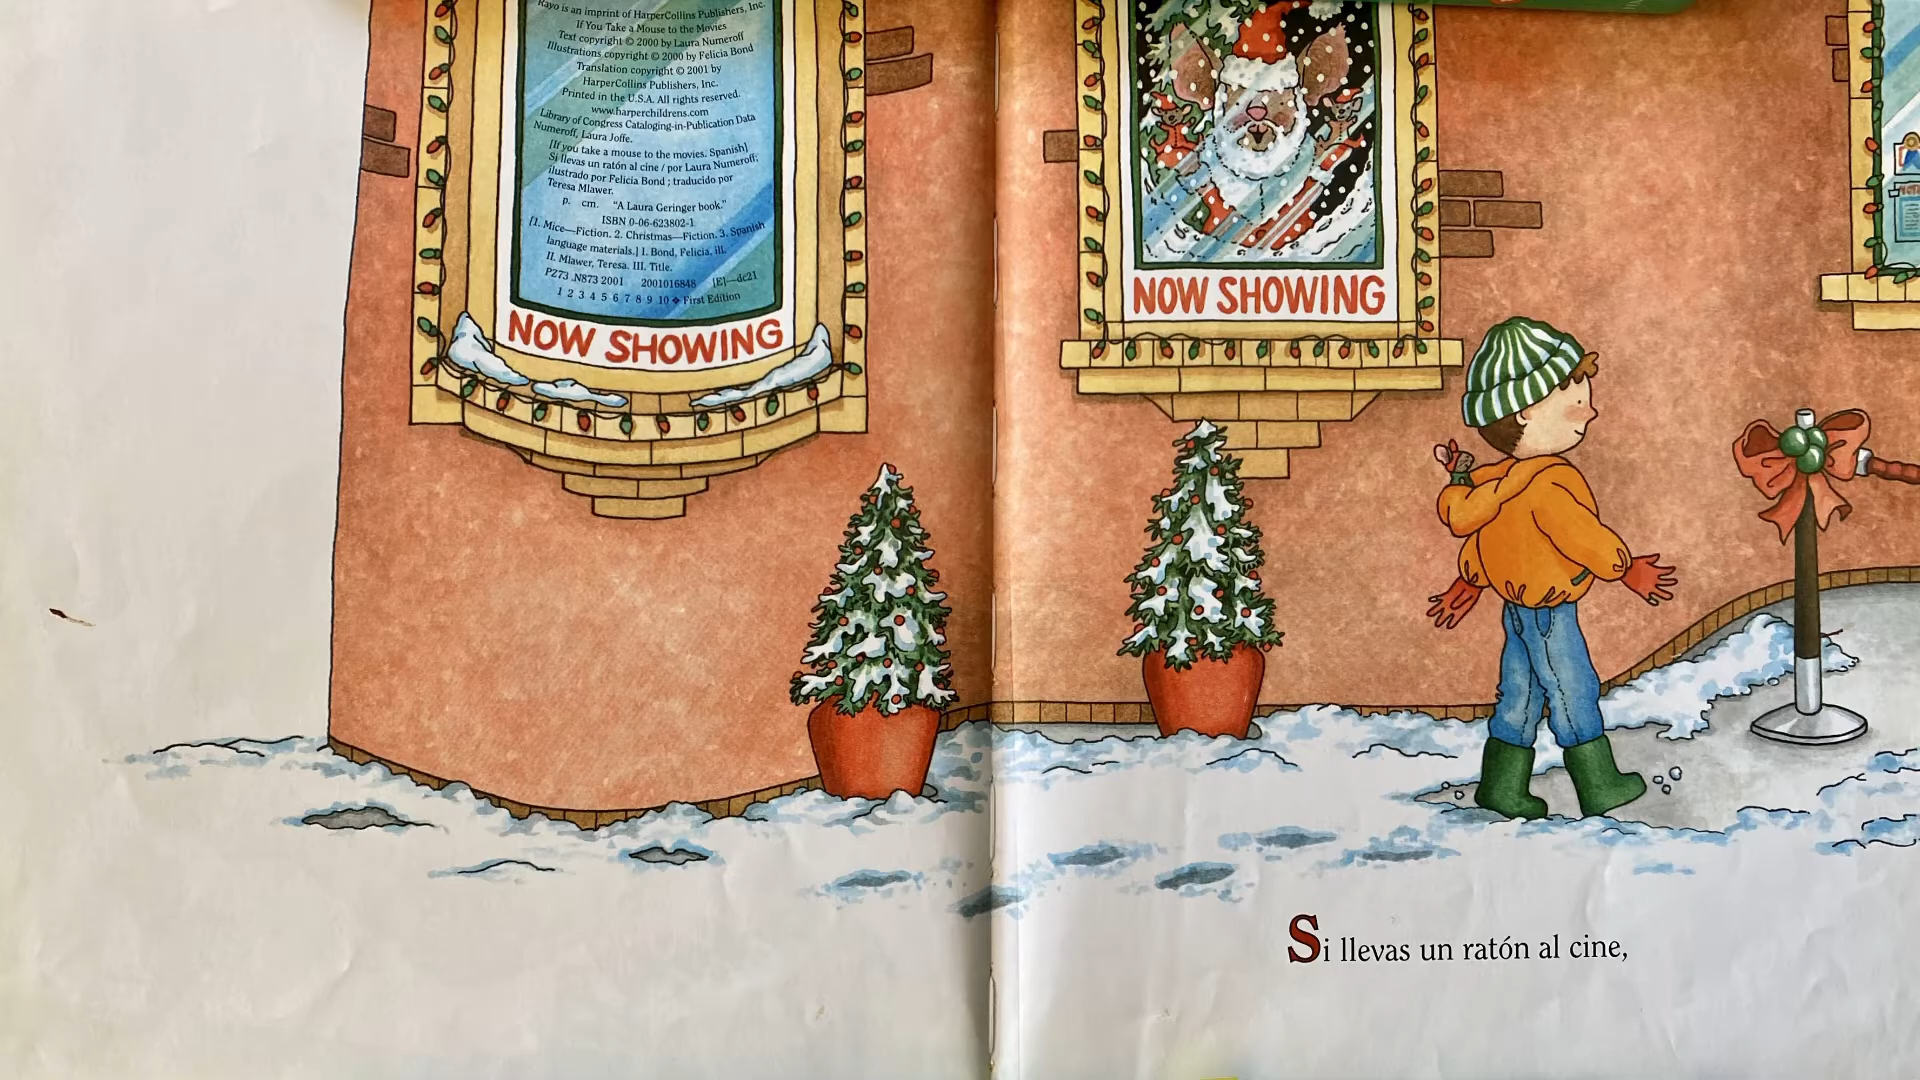 Rayo is an imprint of HarperCollins Publishers, Inc.
If You Take a Mouse to the Movies
Text copyright © 2000 by Laura Numeroff
Illustrations copyright © 2000 by Felicia Bond
Translation copyright © 2001 by
HarperCollins Publishers, Inc.
Printed in the U.S.A. All rights reserved.
www.harperchildrens.com
Library of Congress Cataloging-in-Publication Data
Numeroff, Laura Joffe.
[If you take a mouse to the movies. Spanish]
Si llevas un ratón al cine / por Laura Numeroff;
ilustrado por Felicia Bond ; traducido por
Teresa Mlawer.
p. cm. "A Laura Geringer book."
ISBN 0-06-623802-1
[1. Mice—Fiction. 2. Christmas—Fiction. 3. Spanish
language materials.] I. Bond, Felicia, ill.
II. Mlawer, Teresa. III. Title.
PZ73 .N873 2001 2001016848 [E]—dc21
1 2 3 4 5 6 7 8 9 10 ❖ First Edition
NOW SHOWING
NOW SHOWING
Si llevas un ratón al cine,